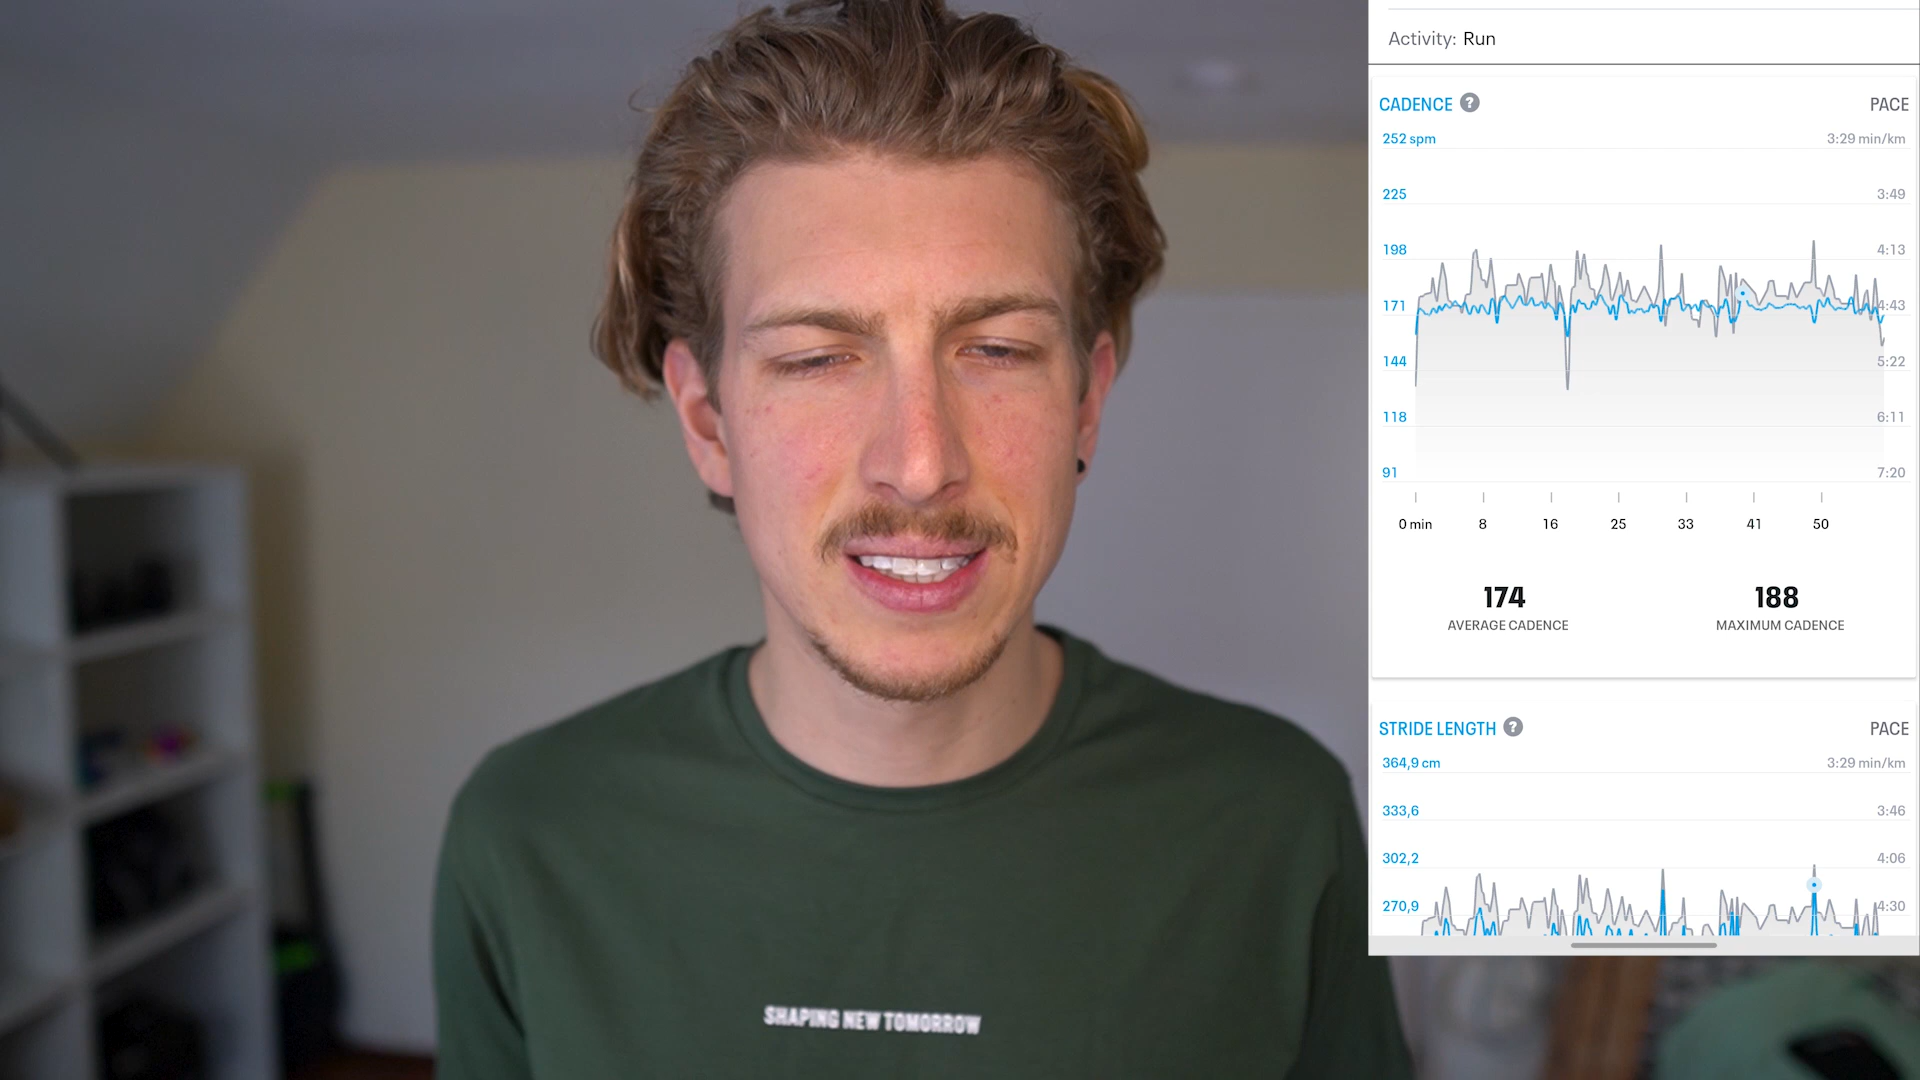 Activity: Run
CADENCE ? PACE
252 spm 3:29 min/km
225 3:49
198 4:13
171 4:43
144 5:22
118 6:11
91 7:20
0 min 8 16 25 33 41 50
174 188
AVERAGE CADENCE MAXIMUM CADENCE
STRIDE LENGTH ? PACE
364,9 cm 3:29 min/km
333,6 3:46
302,2 4:06
270,9 4:30
SHAPING NEW TOMORROW